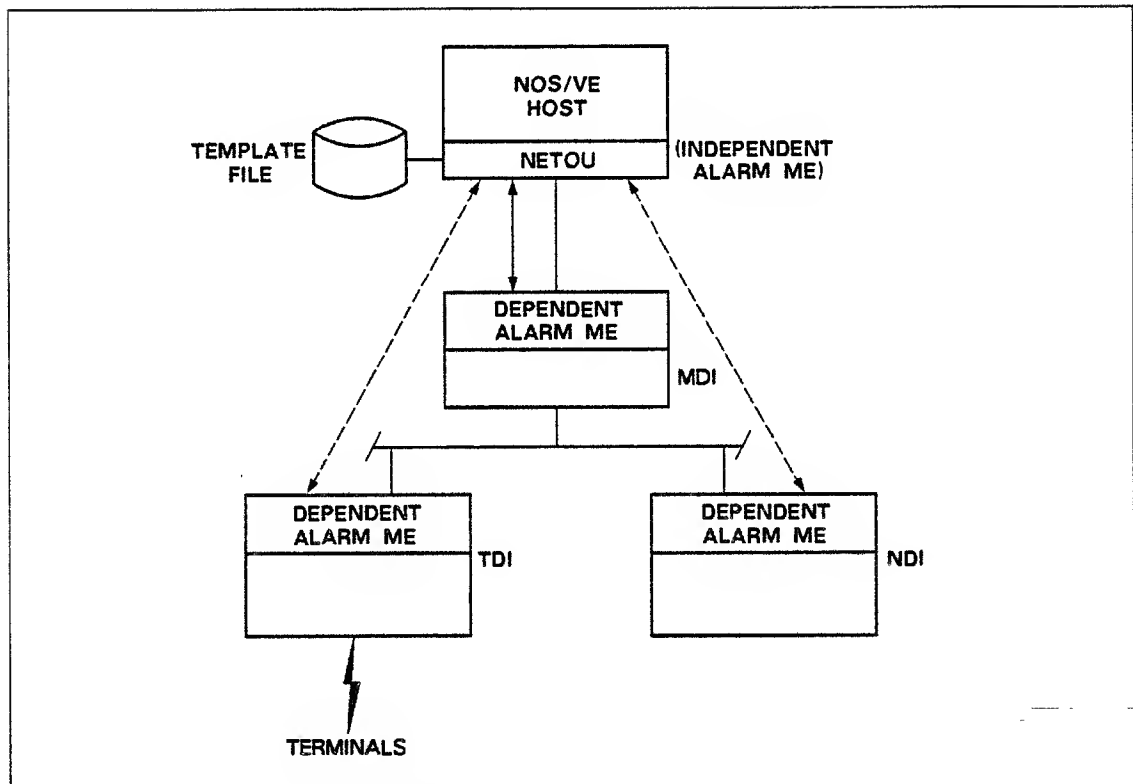 NOS/VE
HOST
TEMPLATE
FILE
NETOU
(INDEPENDENT
ALARM ME)
DEPENDENT
ALARM ME
MDI
DEPENDENT
ALARM ME
TDI
DEPENDENT
ALARM ME
NDI
TERMINALS